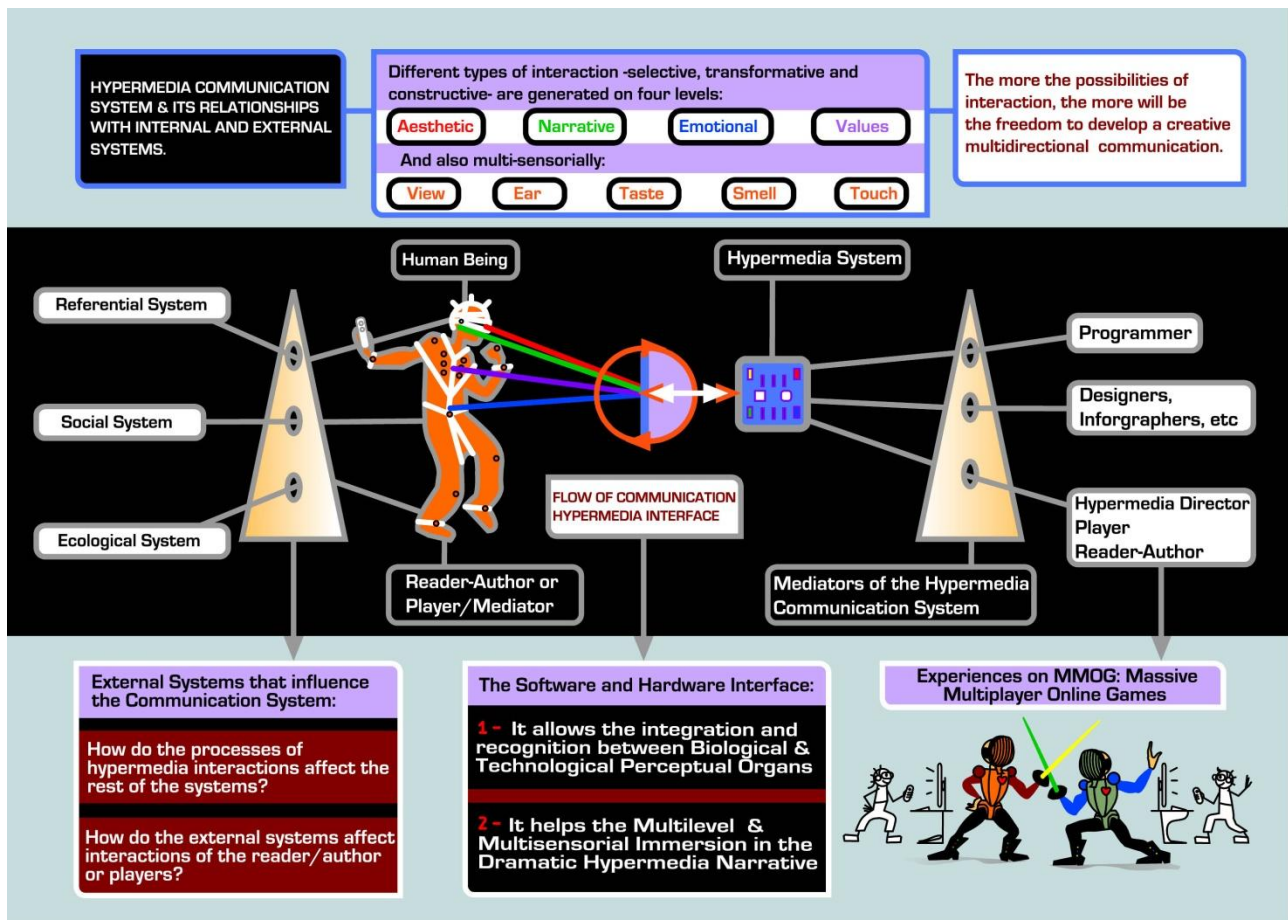 HYPERMEDIA COMMUNICATION
SYSTEM & ITS RELATIONSHIPS
WITH INTERNAL AND EXTERNAL
SYSTEMS.
Different types of interaction -selective, transformative and
constructive- are generated on four levels:
Aesthetic
Narrative
Emotional
Values
And also multi-sensorially:
View
Ear
Taste
Smell
Touch
The more the possibilities of
interaction, the more will be
the freedom to develop a creative
multidirectional communication.
Human Being
Hypermedia System
Referential System
Social System
Ecological System
Programmer
Designers,
Inforgraphers, etc
Hypermedia Director
Player
Reader-Author
FLOW OF COMMUNICATION
HYPERMEDIA INTERFACE
Reader-Author or
Player/Mediator
Mediators of the Hypermedia
Communication System
External Systems that influence
the Communication System:
How do the processes of
hypermedia interactions affect the
rest of the systems?
How do the external systems affect
interactions of the reader/author
or players?
The Software and Hardware Interface:
1 - It allows the integration and
recognition between Biological &
Technological Perceptual Organs
2 - It helps the Multilevel &
Multisensorial Immersion in the
Dramatic Hypermedia Narrative
Experiences on MMOG: Massive
Multiplayer Online Games